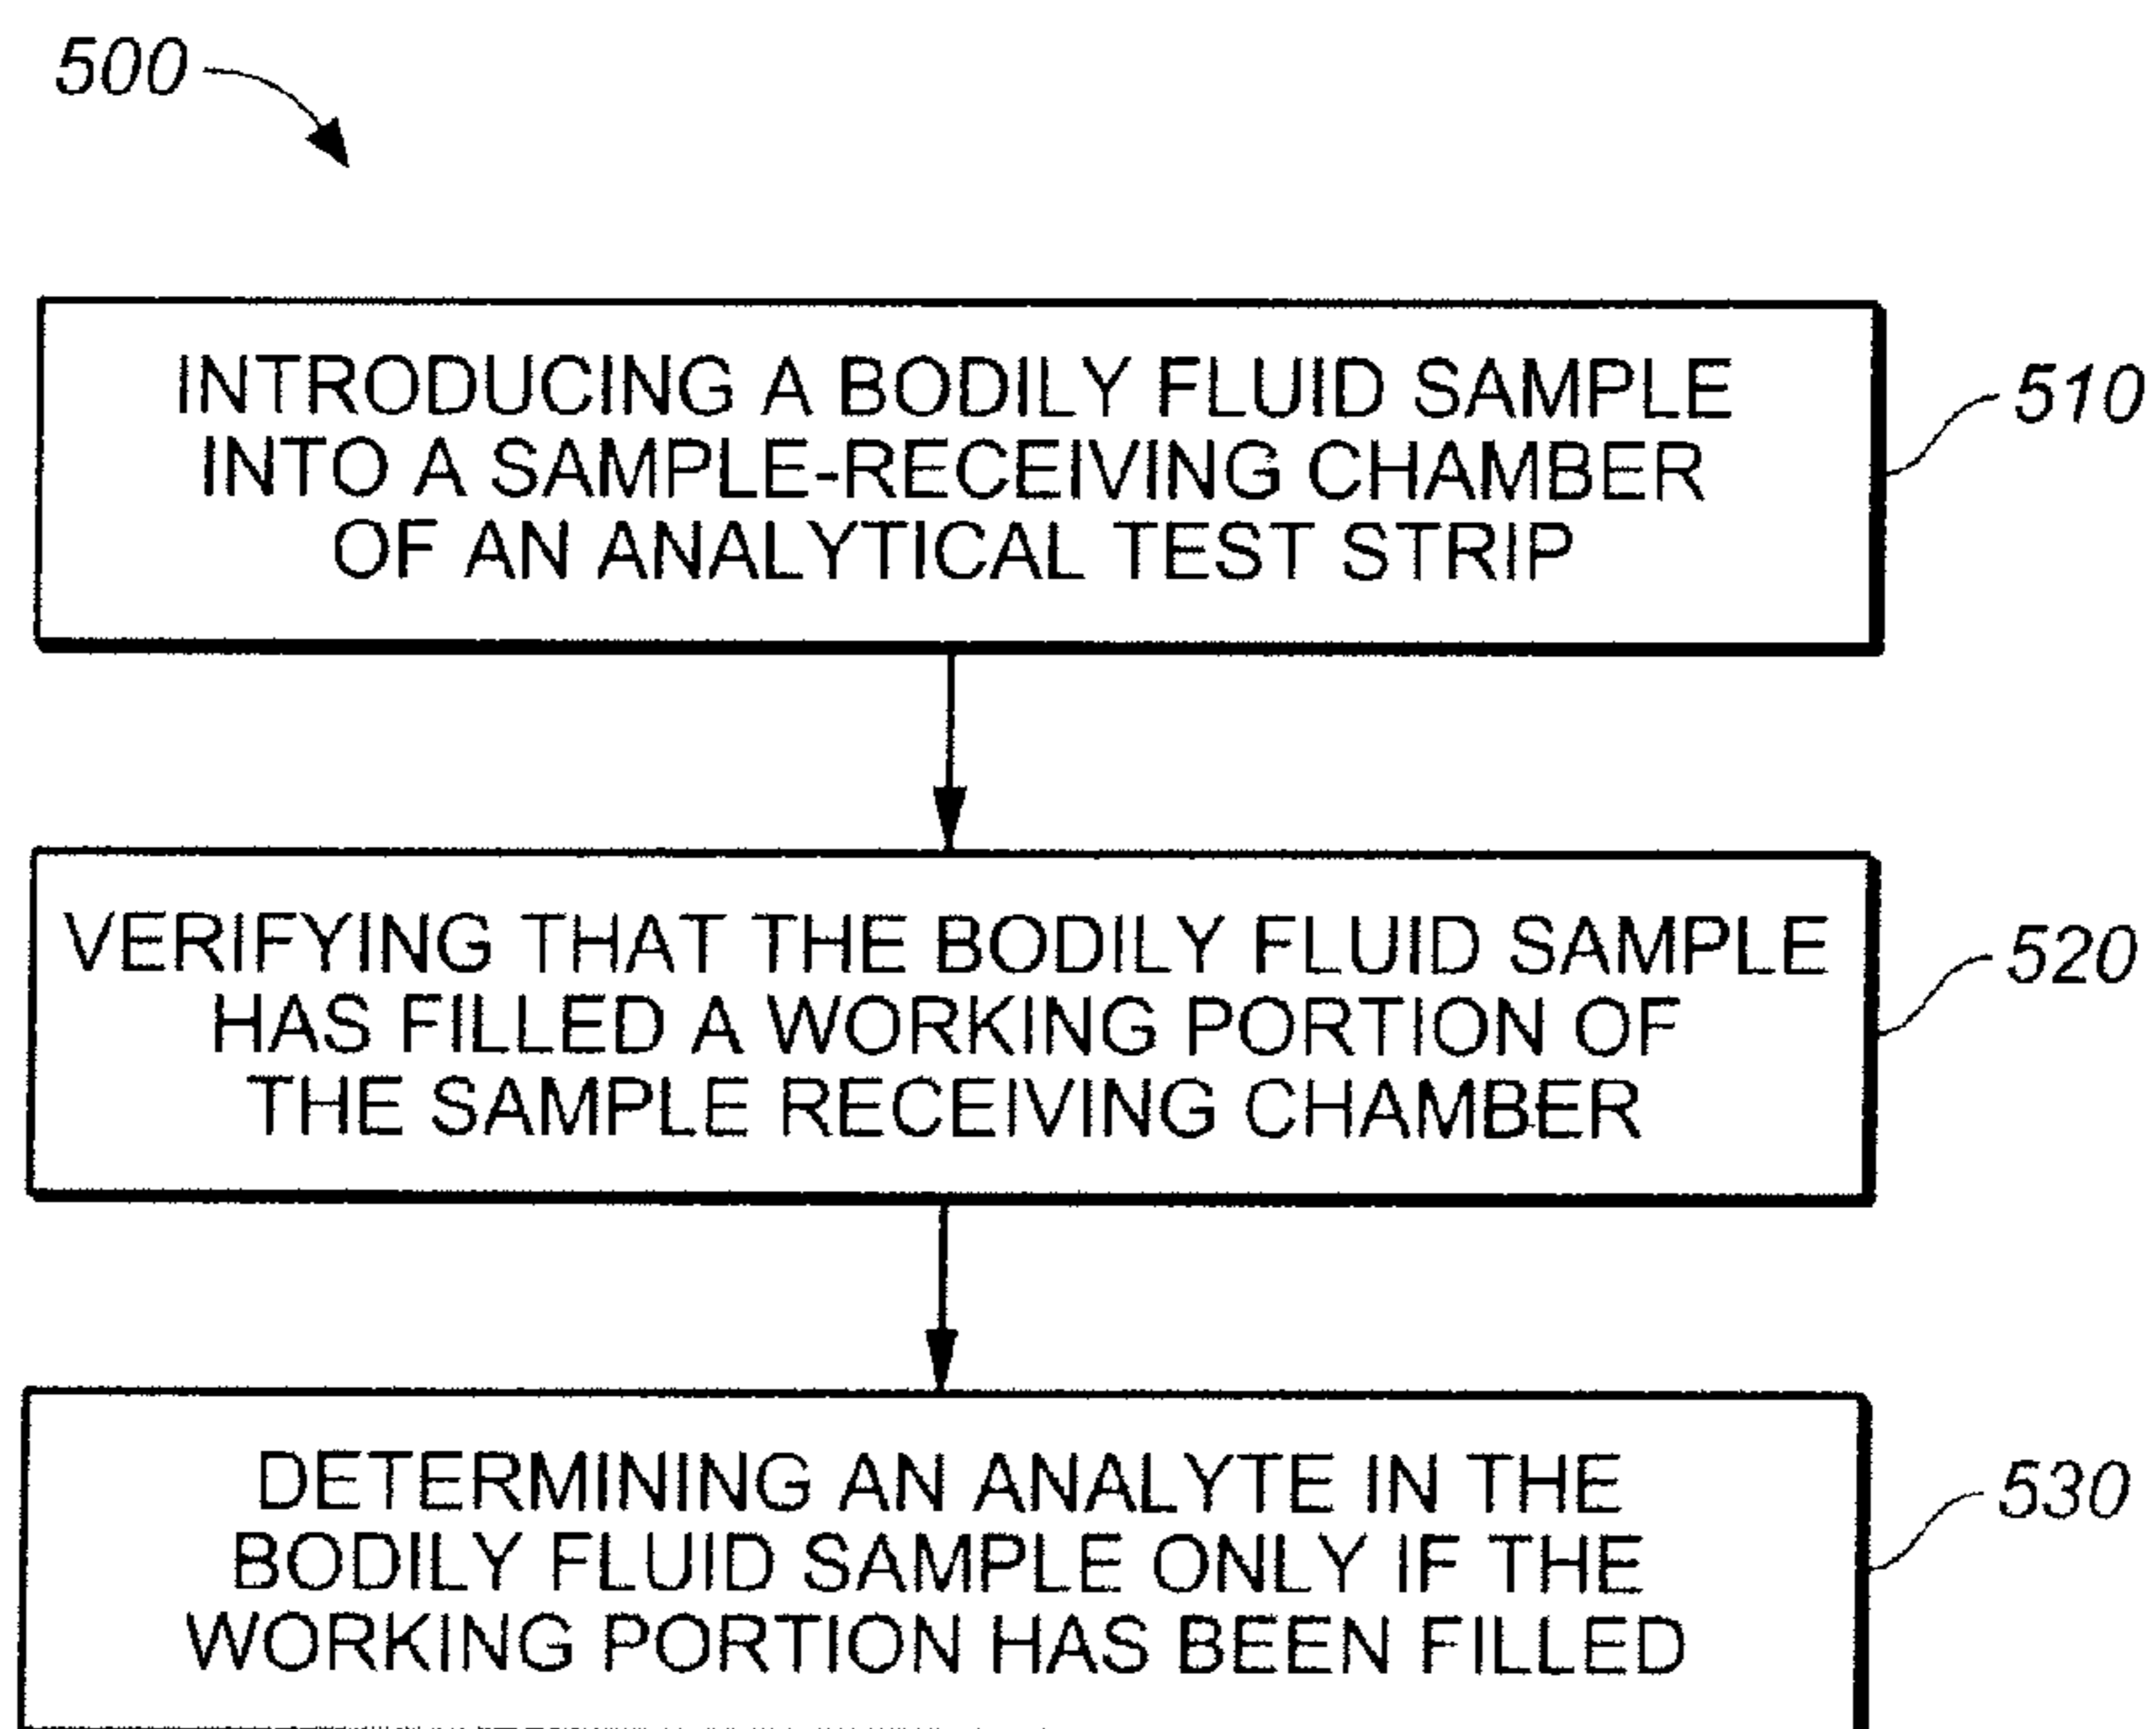 500
INTRODUCING A BODILY FLUID SAMPLE
INTO A SAMPLE-RECEIVING CHAMBER
OF AN ANALYTICAL TEST STRIP
510
VERIFYING THAT THE BODILY FLUID SAMPLE
HAS FILLED A WORKING PORTION OF
THE SAMPLE RECEIVING CHAMBER
520
DETERMINING AN ANALYTE IN THE
BODILY FLUID SAMPLE ONLY IF THE
WORKING PORTION HAS BEEN FILLED
530